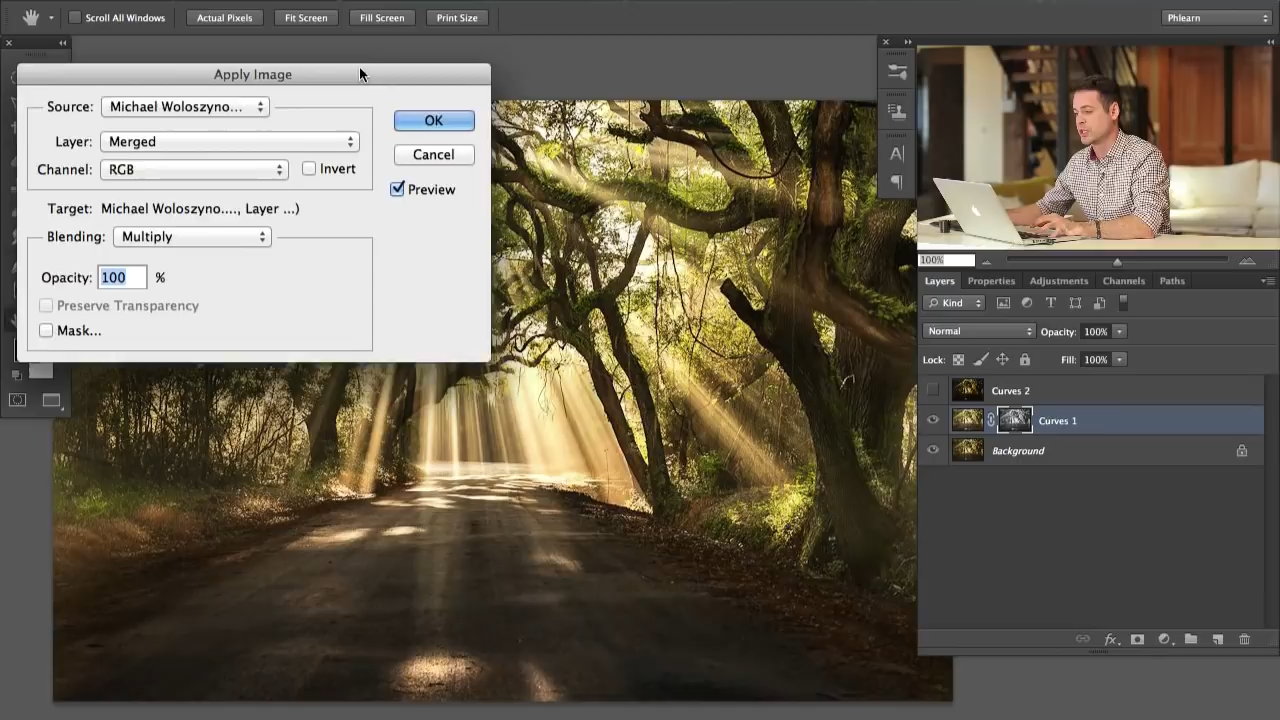 Scroll All Windows
Actual Pixels
Fit Screen
Fill Screen
Print Size
Phlearn
Apply Image
Source: Michael Woloszyno...
OK
Layer: Merged
Cancel
Channel: RGB
Invert
Preview
Target: Michael Woloszyno...., Layer ...)
Blending: Multiply
Opacity: 100 %
Preserve Transparency
Mask...
A
100%
Layers Properties Adjustments Channels Paths
Kind
T
Normal
Opacity: 100%
Lock:
Fill: 100%
Curves 2
Curves 1
Background
fx